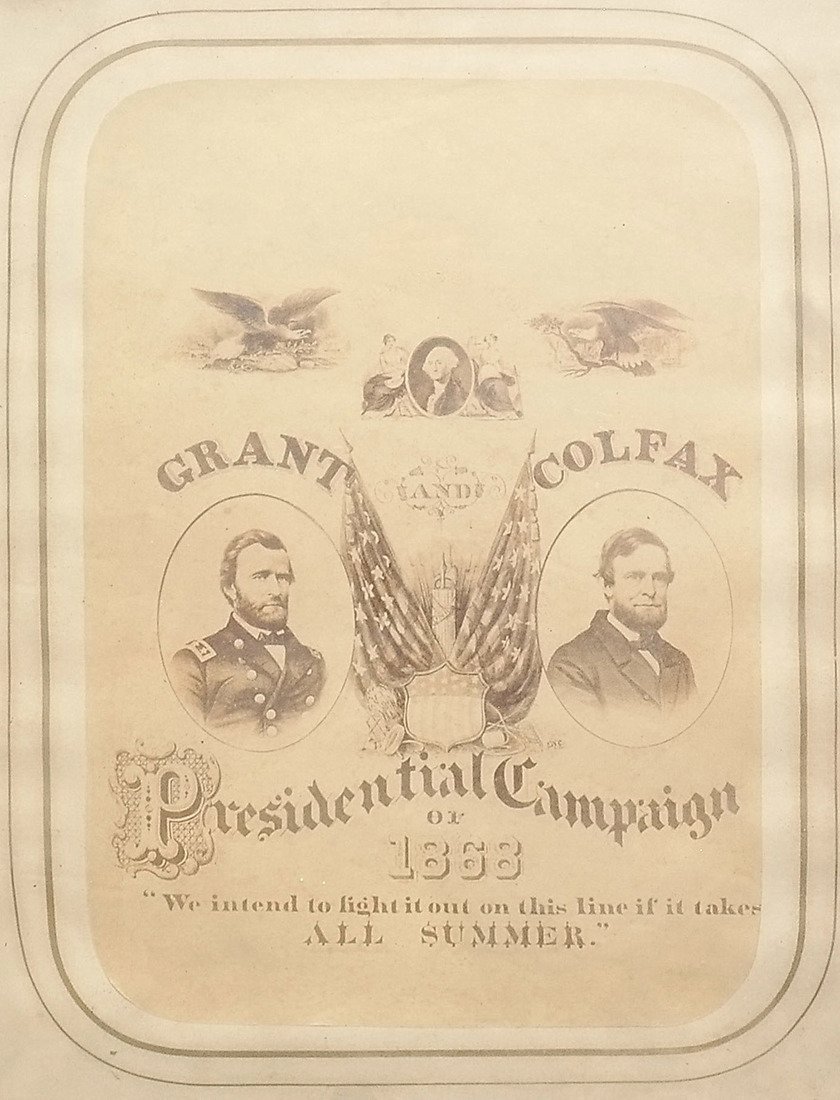 GRANT
AND
COLFAX
Presidential Campaign
OF
1868
"We intend to fight it out on this line if it takes
ALL SUMMER."